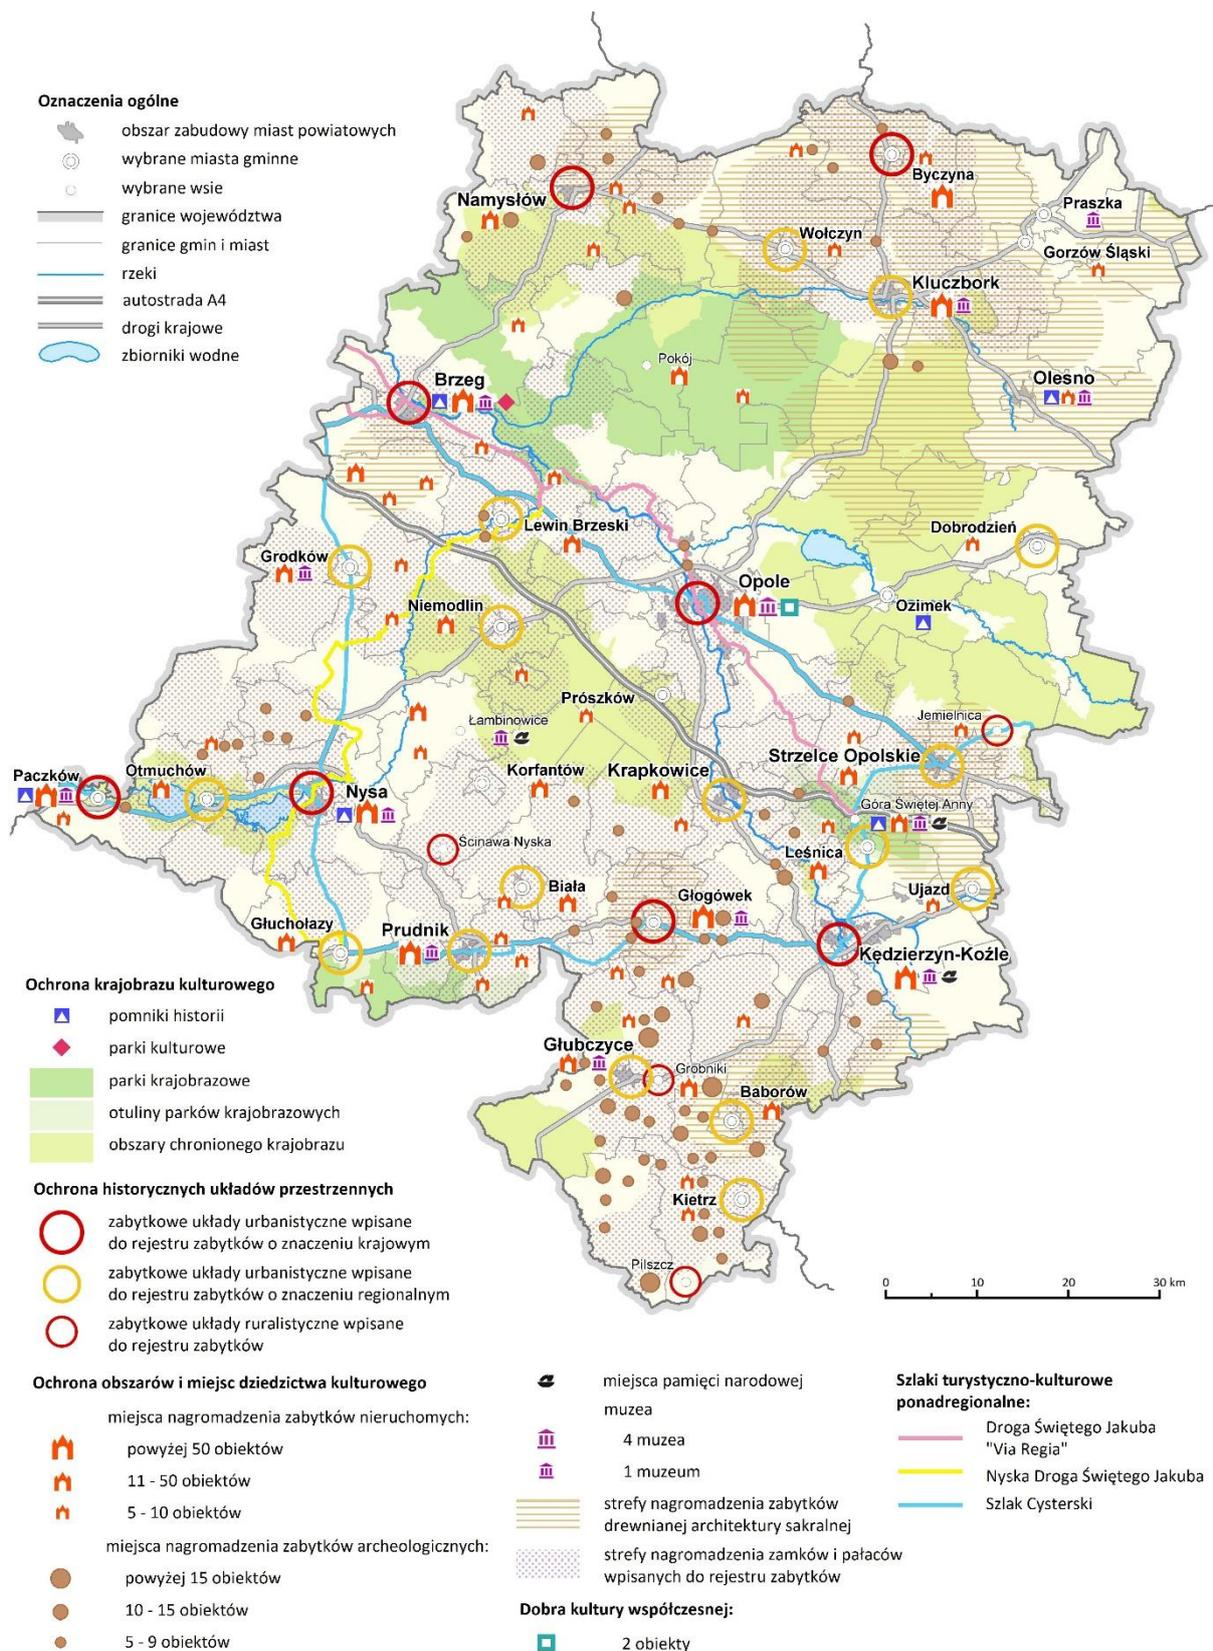 Oznaczenia ogólne
obszar zabudowy miast powiatowych
wybrane miasta gminne
wybrane wsie
granice województwa
granice gmin i miast
rzeki
autostrada A4
drogi krajowe
zbiorniki wodne
Byczyna
Namysłów
Praszka
Wołczyn
Gorzów Śląski
Kluczbork
Pokój
Olesno
Brzeg
Lewin Brzeski
Dobrodzień
Grodków
Opole
Niemodlin
Ozimek
Prószków
Łambinowice
Jemielnica
Strzelce Opolskie
Paczków
Otmuchów
Korfantów
Krapkowice
Nysa
Góra Świętej Anny
Ścinawa Nyska
Leśnica
Biała
Głogówek
Ujazd
Głuchołazy
Prudnik
Kędzierzyn-Koźle
Głubczyce
Grobniki
Baborów
Kietrz
Pilszcz
0 10 20 30 km
Ochrona krajobrazu kulturowego
pomniki historii
parki kulturowe
parki krajobrazowe
otuliny parków krajobrazowych
obszary chronionego krajobrazu
Ochrona historycznych układów przestrzennych
zabytkowe układy urbanistyczne wpisane
do rejestru zabytków o znaczeniu krajowym
zabytkowe układy urbanistyczne wpisane
do rejestru zabytków o znaczeniu regionalnym
zabytkowe układy ruralistyczne wpisane
do rejestru zabytków
Ochrona obszarów i miejsc dziedzictwa kulturowego
miejsca nagromadzenia zabytków nieruchomych:
powyżej 50 obiektów
11 - 50 obiektów
5 - 10 obiektów
miejsca nagromadzenia zabytków archeologicznych:
powyżej 15 obiektów
10 - 15 obiektów
5 - 9 obiektów
miejsca pamięci narodowej
muzea
4 muzea
1 muzeum
strefy nagromadzenia zabytków
drewnianej architektury sakralnej
strefy nagromadzenia zamków i pałaców
wpisanych do rejestru zabytków
Dobra kultury współczesnej:
2 obiekty
Szlaki turystyczno-kulturowe
ponadregionalne:
Droga Świętego Jakuba
"Via Regia"
Nyska Droga Świętego Jakuba
Szlak Cysterski